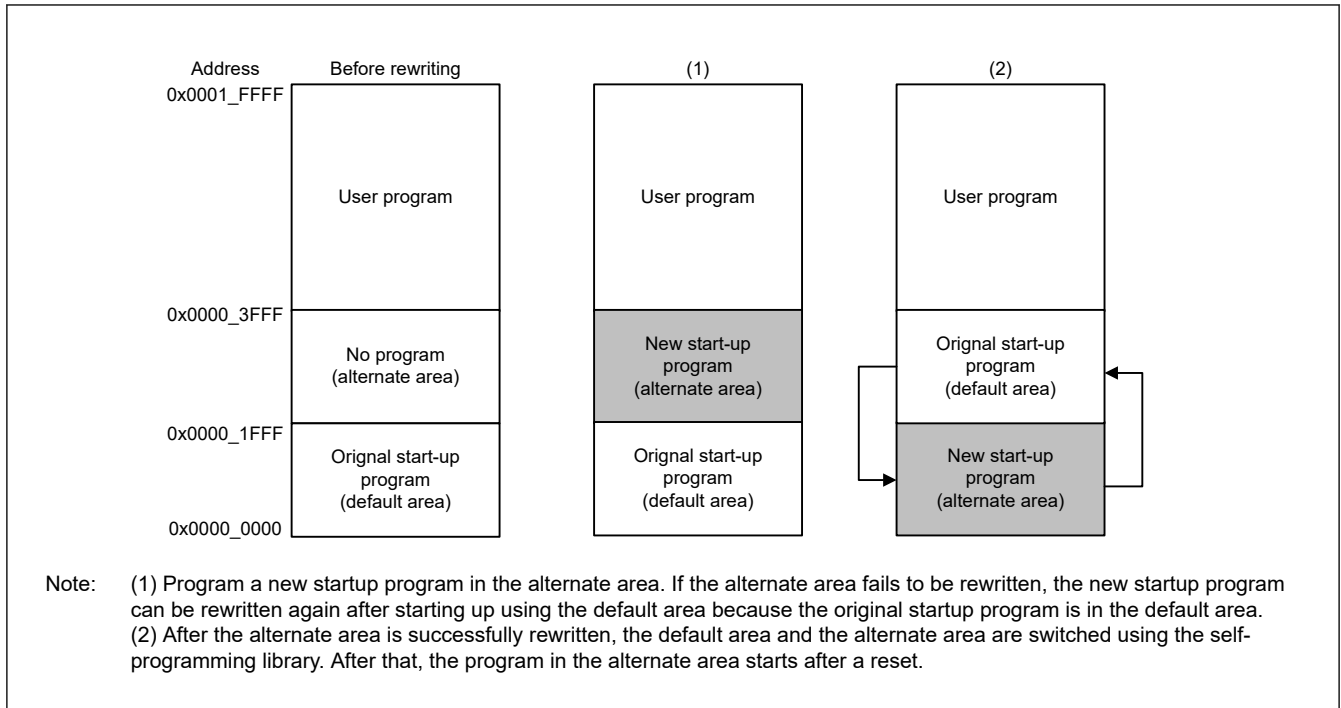 Address Before rewriting (1) (2)
0x0001_FFFF
User program User program User program
0x0000_3FFF
No program
(alternate area)
New start-up
program
(alternate area)
Orignal start-up
program
(default area)
0x0000_1FFF
Orignal start-up
program
(default area)
Orignal start-up
program
(default area)
New start-up
program
(alternate area)
0x0000_0000
Note: (1) Program a new startup program in the alternate area. If the alternate area fails to be rewritten, the new startup program
can be rewritten again after starting up using the default area because the original startup program is in the default area.
(2) After the alternate area is successfully rewritten, the default area and the alternate area are switched using the self-
programming library. After that, the program in the alternate area starts after a reset.